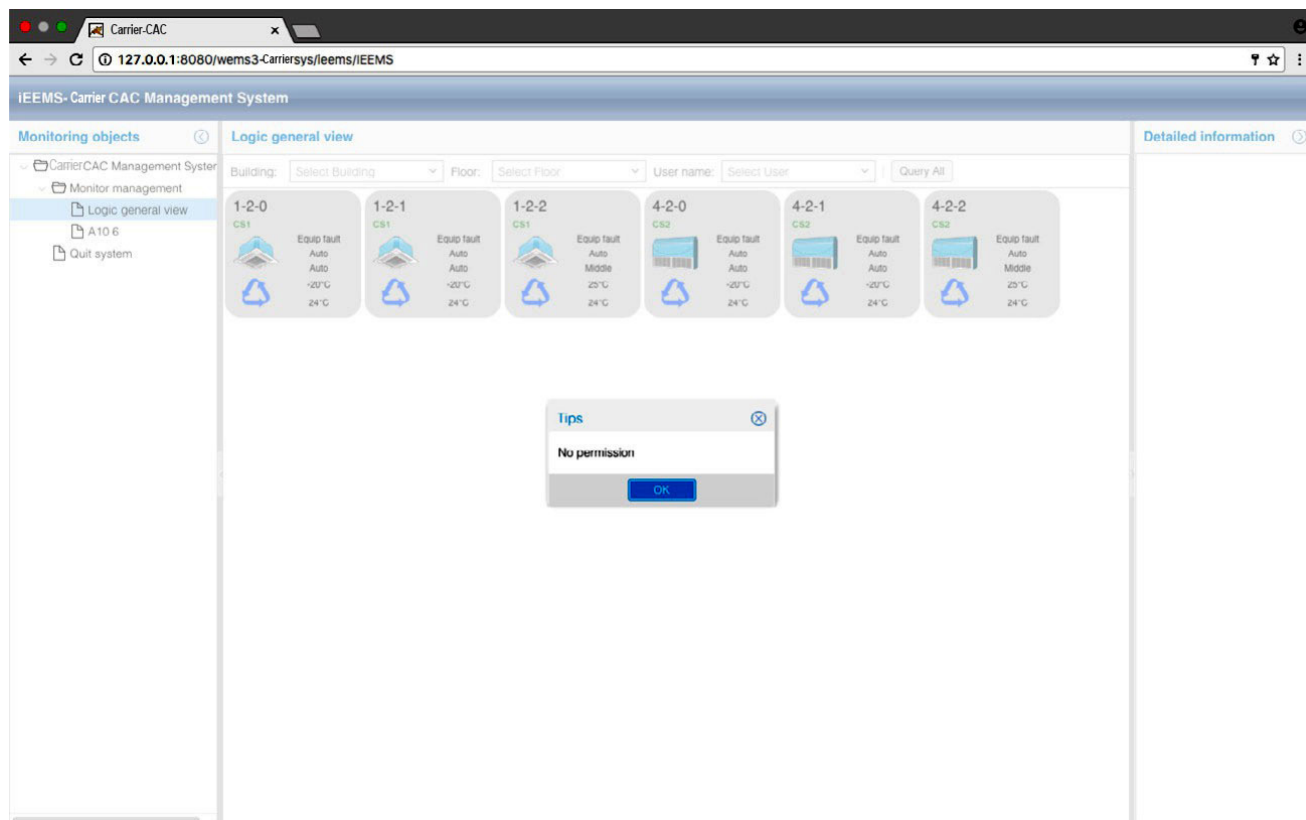 Carrier-CAC
127.0.0.1:8080/wems3-Carriersys/leems/IEEMS
iEEMS- Carrier CAC Management System
Monitoring objects
Logic general view
Detailed information
Carrier CAC Management Syster
Monitor management
Logic general view
A10 6
Quit system
Building: Select Building Floor: Select Floor User name: Select User Query All
1-2-0 1-2-1 1-2-2 4-2-0 4-2-1 4-2-2
CS1 CS1 CS1 CS2 CS2 CS2
Equip fault Equip fault Equip fault Equip fault Equip fault Equip fault
Auto Auto Auto Auto Auto Auto
Auto Auto Middle Auto Auto Middle
-20°C -20°C 25°C -20°C -20°C 25°C
24°C 24°C 24°C 24°C 24°C 24°C
Tips
No permission
OK